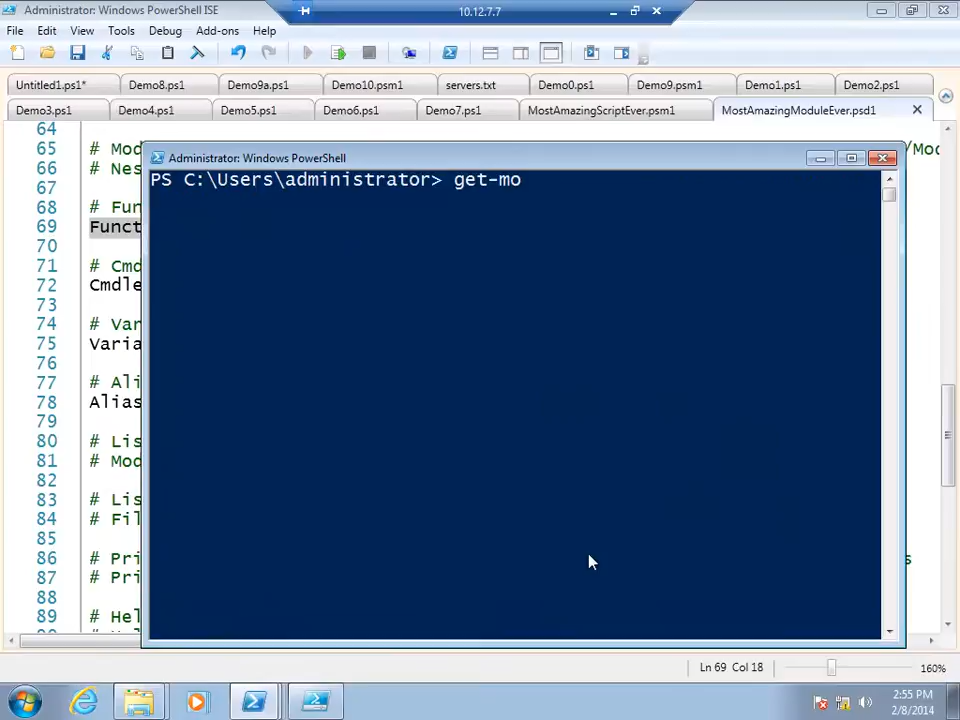 Administrator: Windows PowerShell ISE
10.12.7.7
File Edit View Tools Debug Add-ons Help
Untitled1.ps1* Demo8.ps1 Demo9a.ps1 Demo10.psm1 servers.txt Demo0.ps1 Demo9.psm1 Demo1.ps1 Demo2.ps1
Demo3.ps1 Demo4.ps1 Demo5.ps1 Demo6.ps1 Demo7.ps1 MostAmazingScriptEver.psm1 MostAmazingModuleEver.psd1
64
65 # Mod /Mod
Administrator: Windows PowerShell
66 # Nes
PS C:\Users\administrator> get-mo
67
68 # Fun
69 Funct
70
71 # Cmd
72 Cmdle
73
74 # Var
75 Varia
76
77 # Ali
78 Alias
79
80 # Lis
81 # Mod
82
83 # Lis
84 # Fil
85
86 # Pri s
87 # Pri
88
89 # Hel
Ln 69 Col 18 160%
2:55 PM
2/8/2014